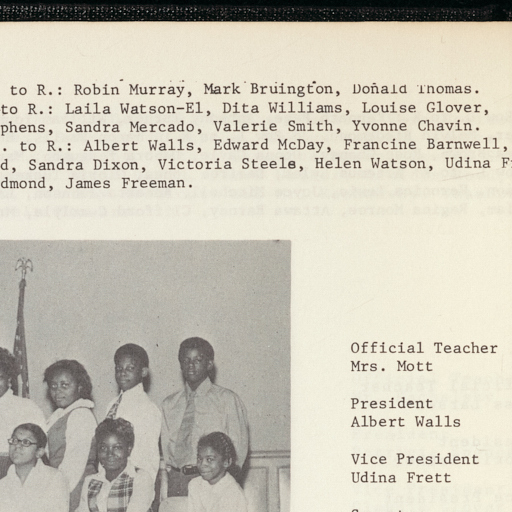 to R.: Robin Murray, Mark Bruington, Donald Thomas.
to R.: Laila Watson-El, Dita Williams, Louise Glover,
phens, Sandra Mercado, Valerie Smith, Yvonne Chavin.
. to R.: Albert Walls, Edward McDay, Francine Barnwell,
d, Sandra Dixon, Victoria Steele, Helen Watson, Udina F
dmond, James Freeman.
Official Teacher
Mrs. Mott
President
Albert Walls
Vice President
Udina Frett